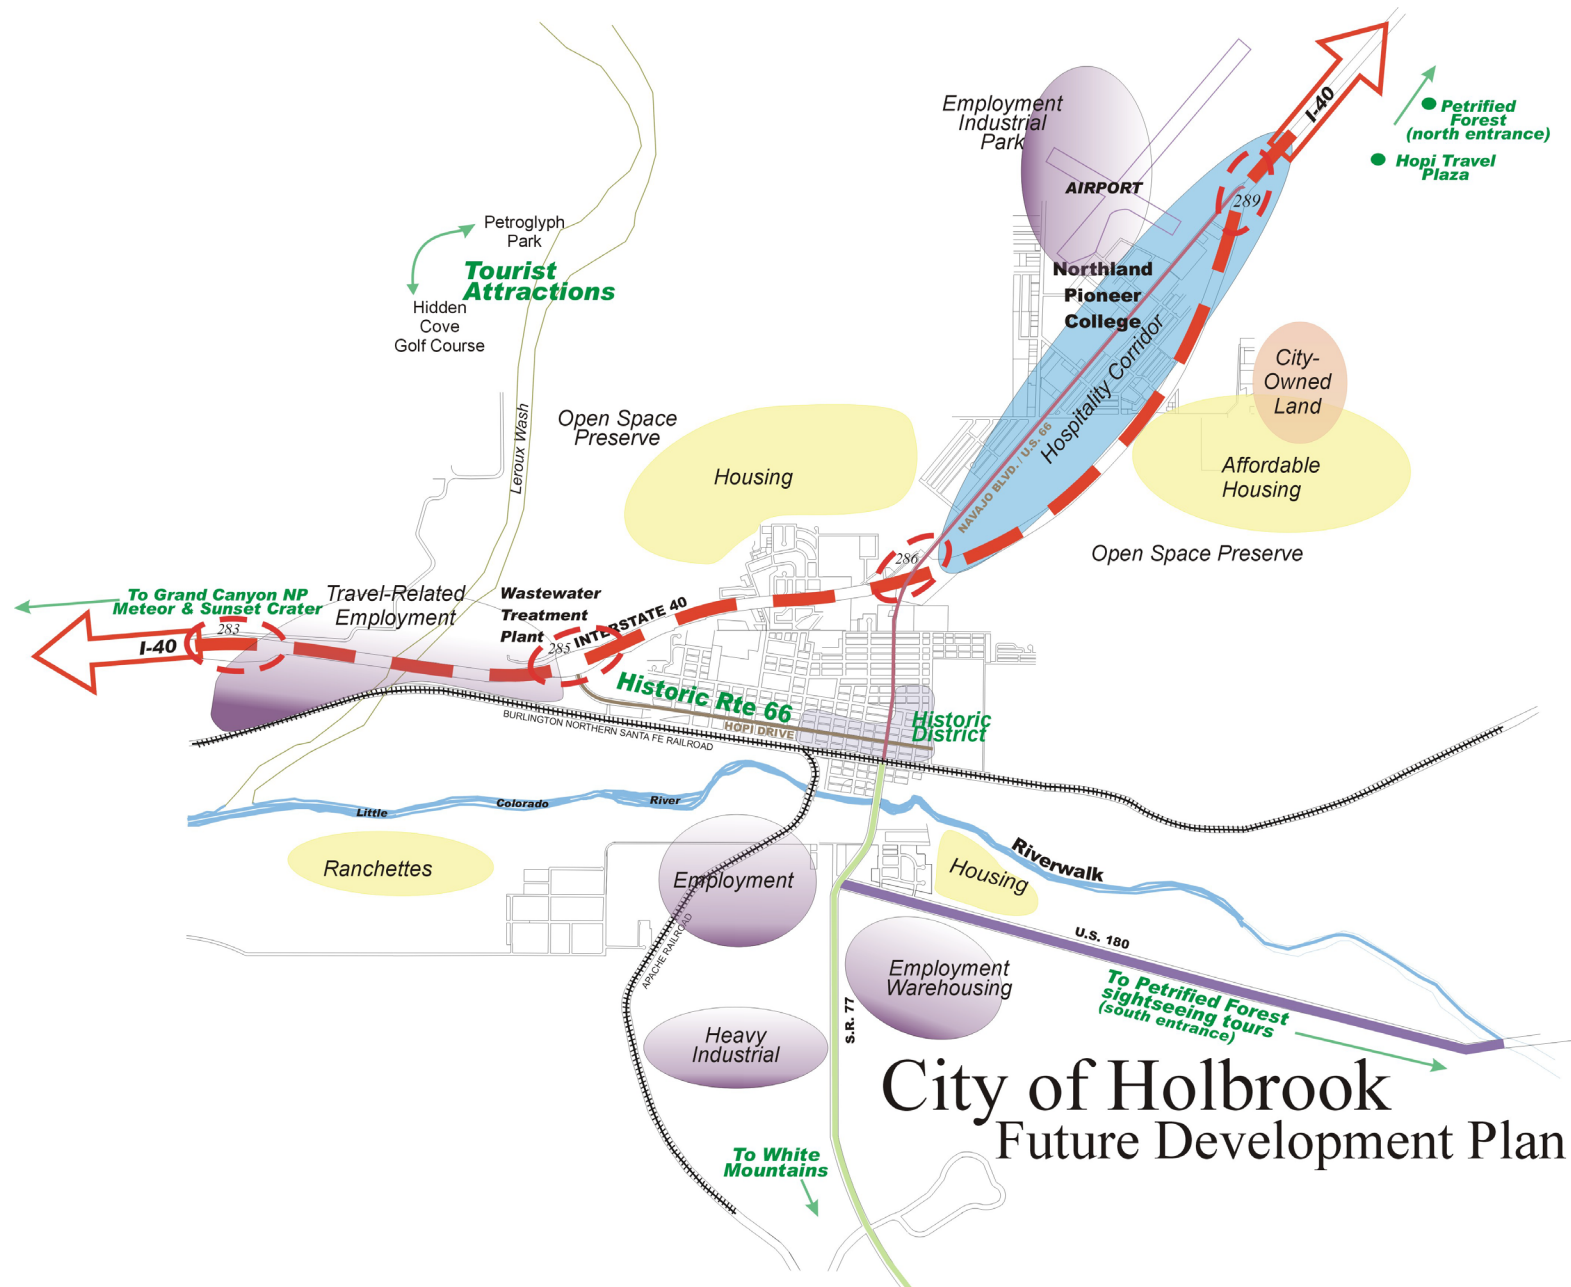 I-40
Petrified
Forest
(north entrance)
Hopi Travel
Plaza
Employment
Industrial
Park
AIRPORT
289
Petroglyph
Park
Tourist
Attractions
Hidden
Cove
Golf Course
Northland
Pioneer
College
Hospitality Corridor
NAVAJO BLVD. / U.S. 66
City-
Owned
Land
Leroux Wash
Open Space
Preserve
Housing
Affordable
Housing
Open Space Preserve
286
To Grand Canyon NP
Meteor & Sunset Crater
Travel-Related
Employment
Wastewater
Treatment
Plant
283
I-40
285
INTERSTATE 40
Historic Rte 66
HOPI DRIVE
Historic
District
BURLINGTON NORTHERN SANTA FE RAILROAD
Little
Colorado
River
Riverwalk
Ranchettes
Employment
Housing
APACHE RAILROAD
U.S. 180
Employment
Warehousing
To Petrified Forest
sightseeing tours
(south entrance)
S.R. 77
Heavy
Industrial
City of Holbrook
Future Development Plan
To White
Mountains